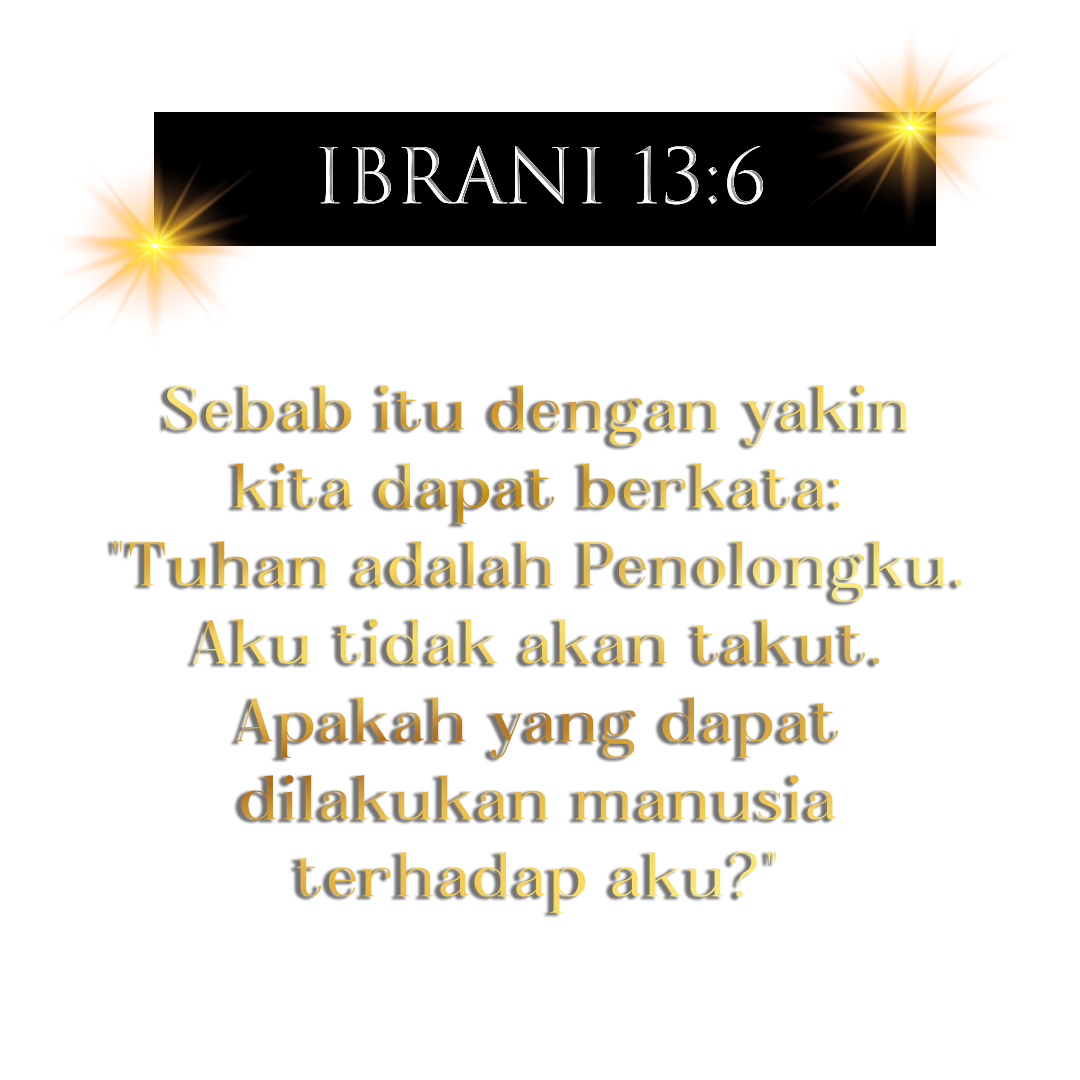 IBRANI 13:6
Sebab itu dengan yakin
kita dapat berkata:
"Tuhan adalah Penolongku.
Aku tidak akan takut.
Apakah yang dapat
dilakukan manusia
terhadap aku?"